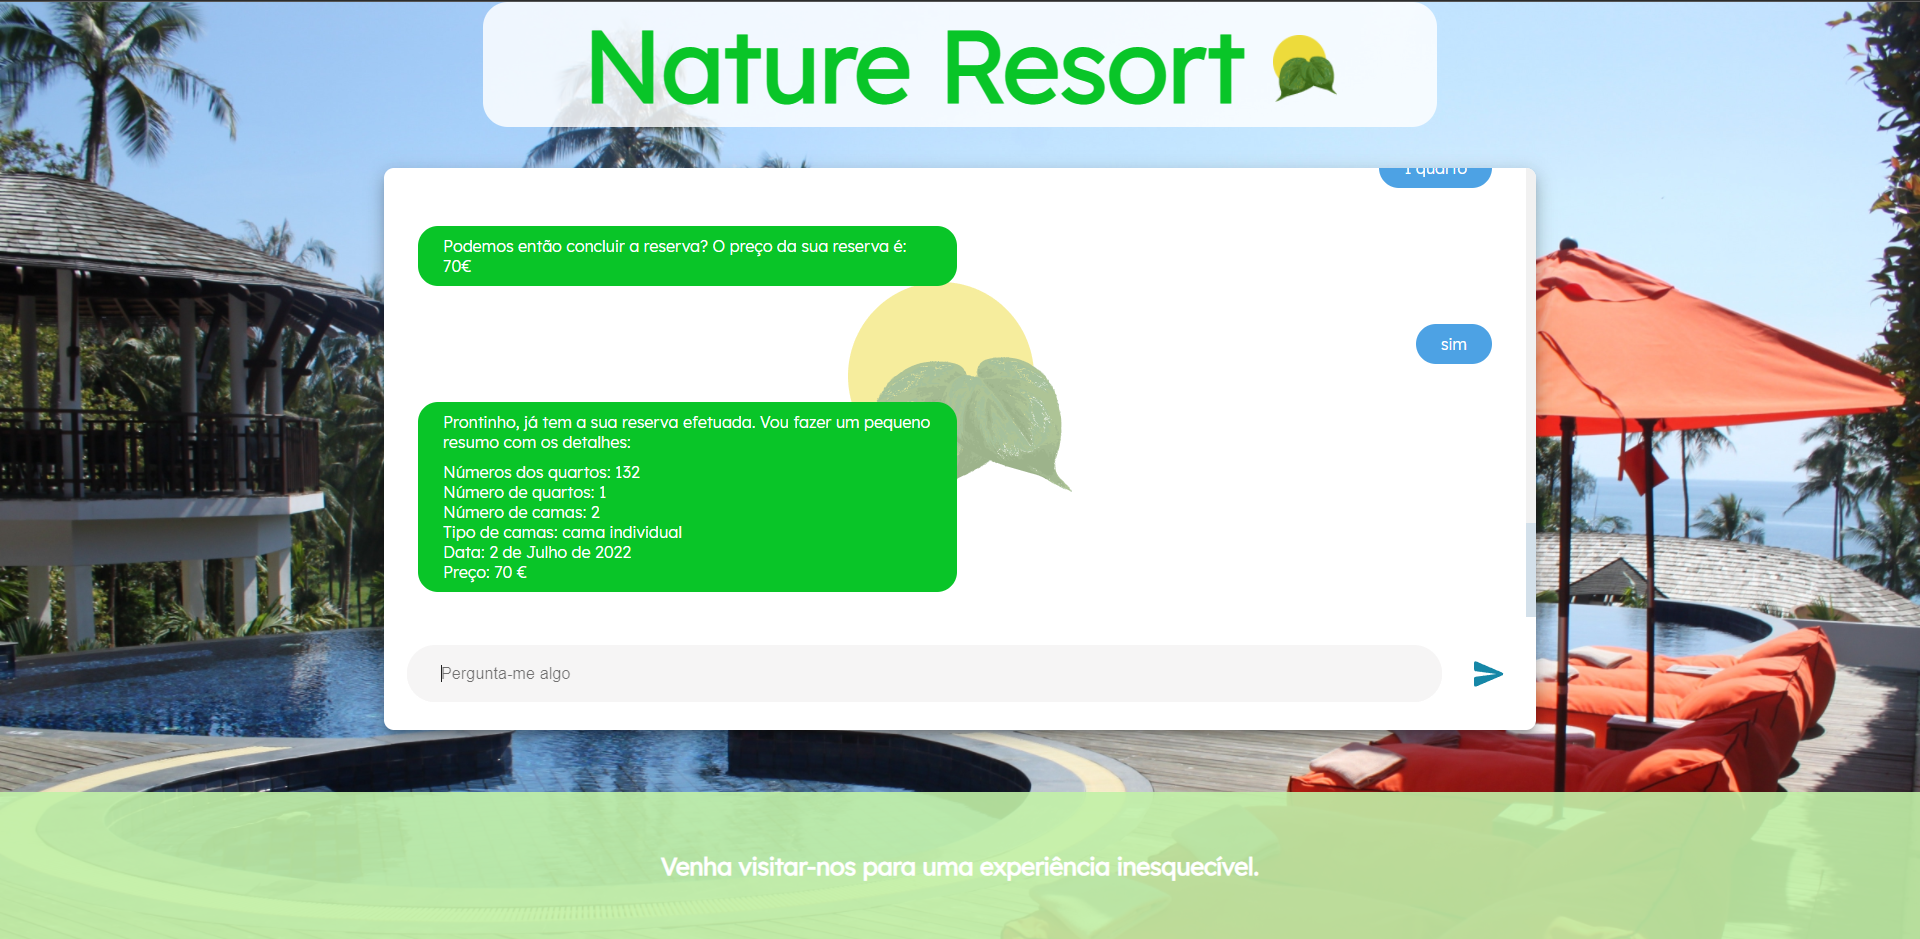 Nature Resort
1 quarto
Podemos então concluir a reserva? O preço da sua reserva é:
70€
sim
Prontinho, já tem a sua reserva efetuada. Vou fazer um pequeno
resumo com os detalhes:
Números dos quartos: 132
Número de quartos: 1
Número de camas: 2
Tipo de camas: cama individual
Data: 2 de Julho de 2022
Preço: 70 €
Pergunta-me algo
Venha visitar-nos para uma experiência inesquecível.